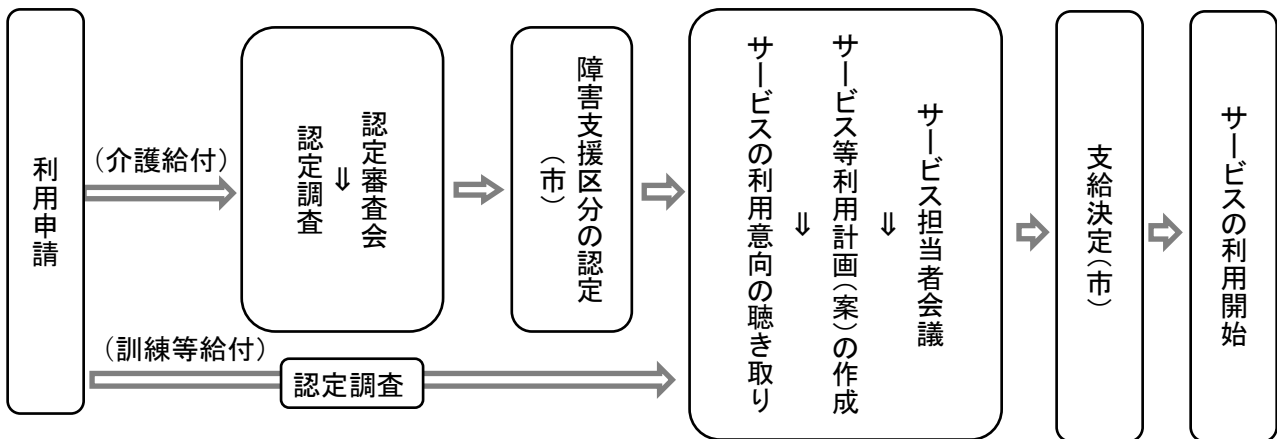 利用申請
(介護給付)
(訓練等給付)
認定調査
⇓
認定審査会
認定調査
障害支援区分の認定
(市)
サービスの利用意向の聴き取り
⇓
サービス等利用計画(案)の作成
⇓
サービス担当者会議
支給決定(市)
サービスの利用開始